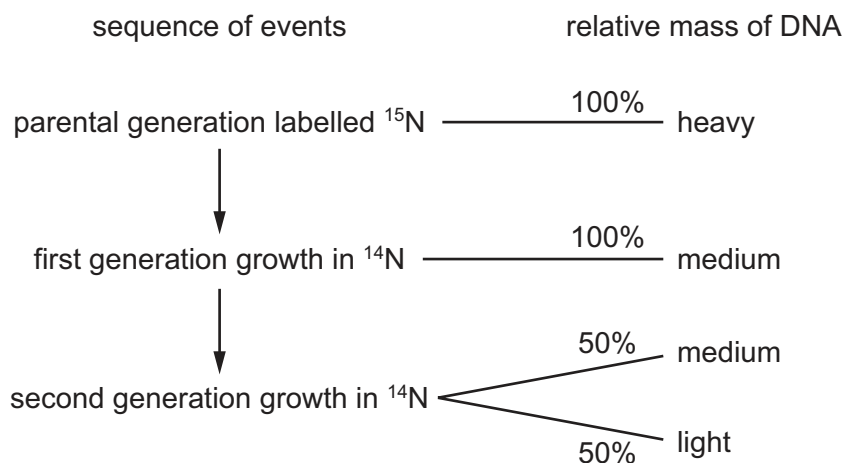 sequence of events relative mass of DNA
parental generation labelled ¹⁵N 100% heavy
first generation growth in ¹⁴N 100% medium
50% medium
second generation growth in ¹⁴N
50% light